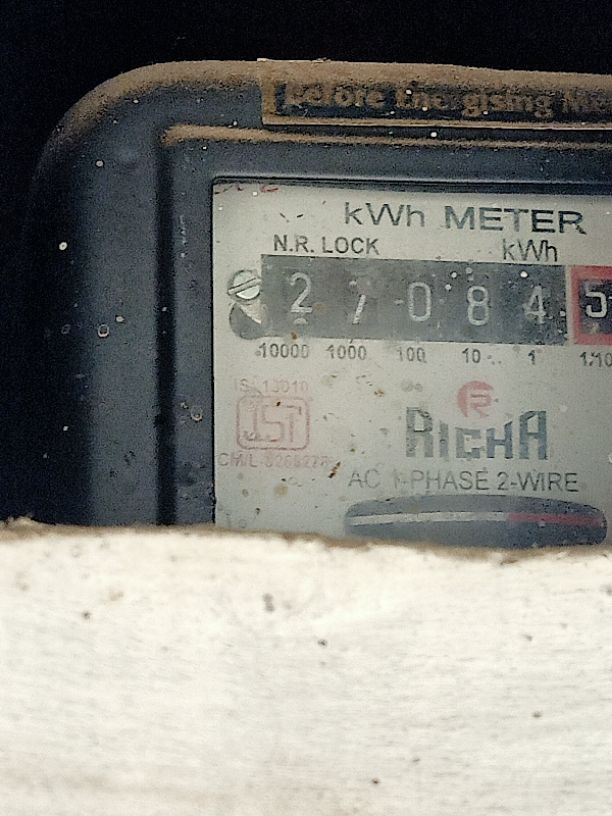 Before Energising Me
kWh METER
N.R. LOCK kWh
2 7 0 8 4 5
10000 1000 100 10 1 1/10
IS: 13010
ISI
R
RICHA
AC 1-PHASE 2-WIRE